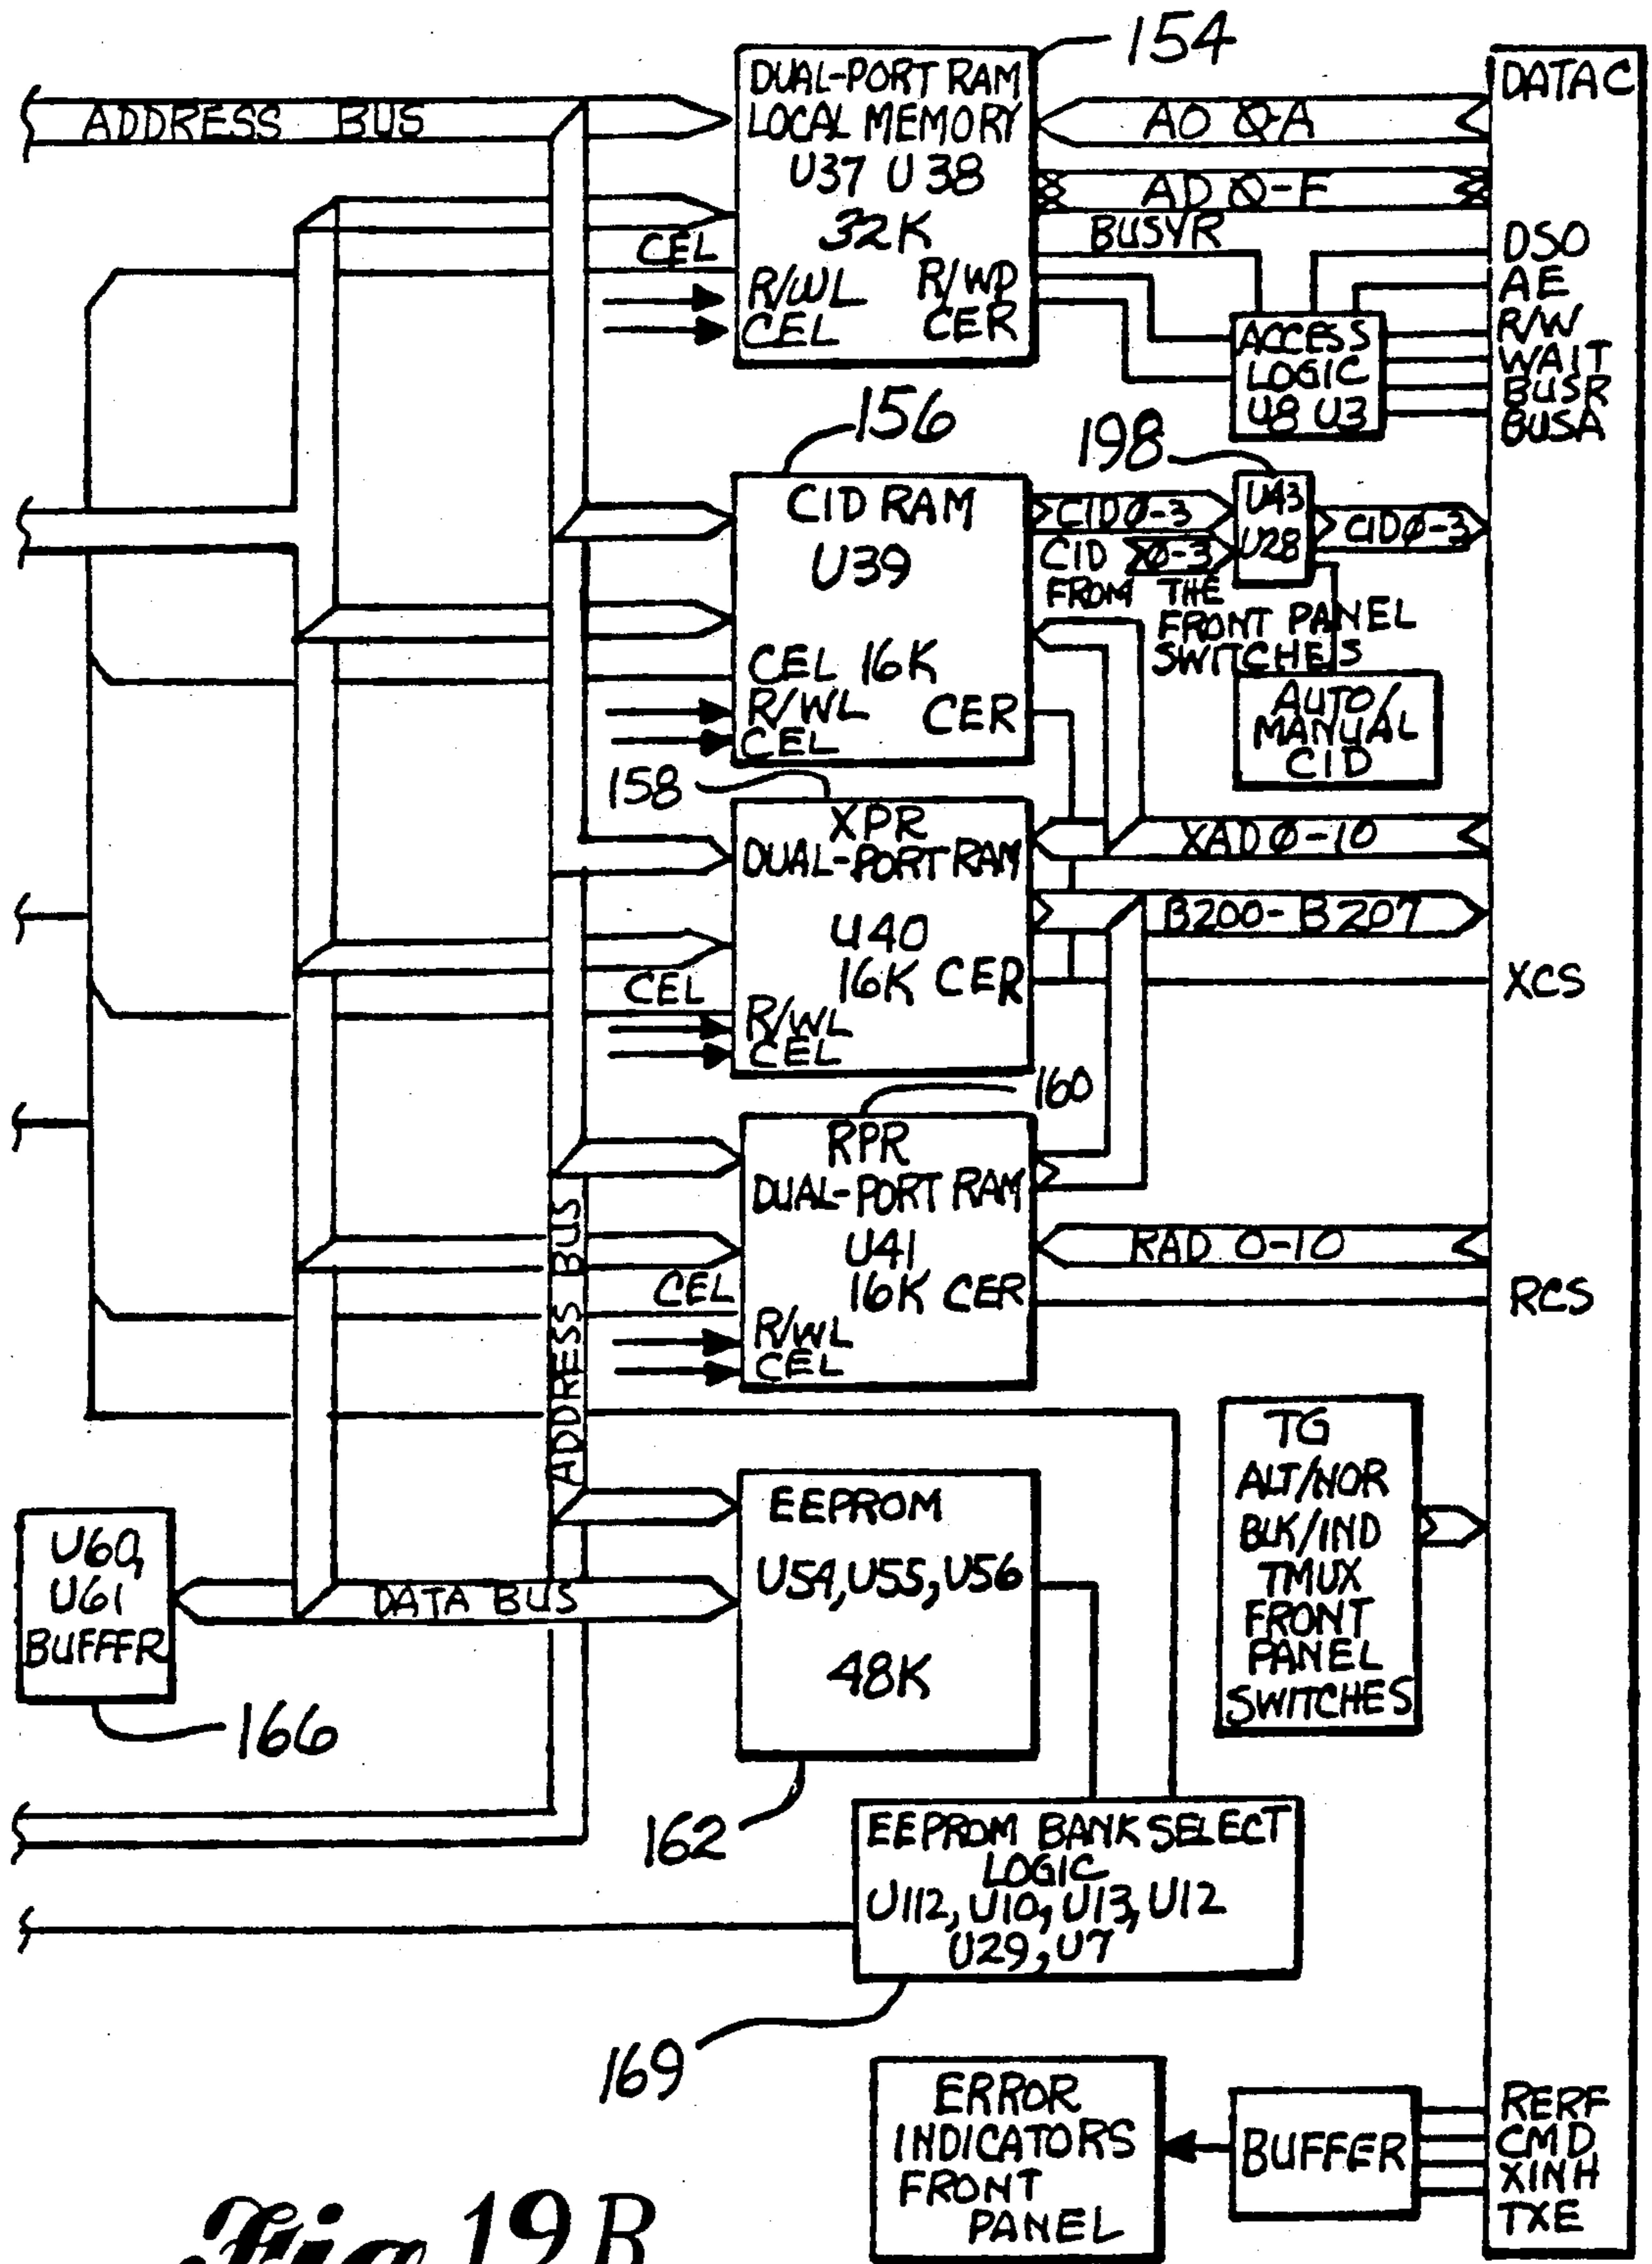 154
DUAL-PORT RAM
LOCAL MEMORY
U37 U38
32K
CEL
R/WL
CEL
R/WP
CER
ADDRESS BUS
AO Ø-A
AD Ø-F
BUSYR
DATAC
DSO
AE
R/W
WAIT
BUSR
BUSA
ACCESS
LOGIC
U8 U3
156
198
CID RAM
U39
CEL 16K
R/WL
CEL
CER
CIDØ-3
U43
U28
CIDØ-3
CID Ø-3
FROM THE
FRONT PANEL
SWITCHES
AUTO/
MANUAL
CID
158
XPR
DUAL-PORT RAM
U40
16K CER
CEL
R/WL
CEL
XADØ-10
B200-B207
XCS
160
RPR
DUAL-PORT RAM
U41
16K CER
CEL
R/WL
CEL
RAD 0-10
RCS
ADDRESS BUS
TG
ALT/NOR
BLK/IND
TMUX
FRONT
PANEL
SWITCHES
EEPROM
U54, U55, U56
48K
U60,
U61
BUFFFR
DATA BUS
166
162
EEPROM BANK SELECT
LOGIC
U112, U10, U13, U12
U29, U7
169
ERROR
INDICATORS
FRONT
PANEL
BUFFER
RERF
CMD
XINH
TXE
Fig 19B